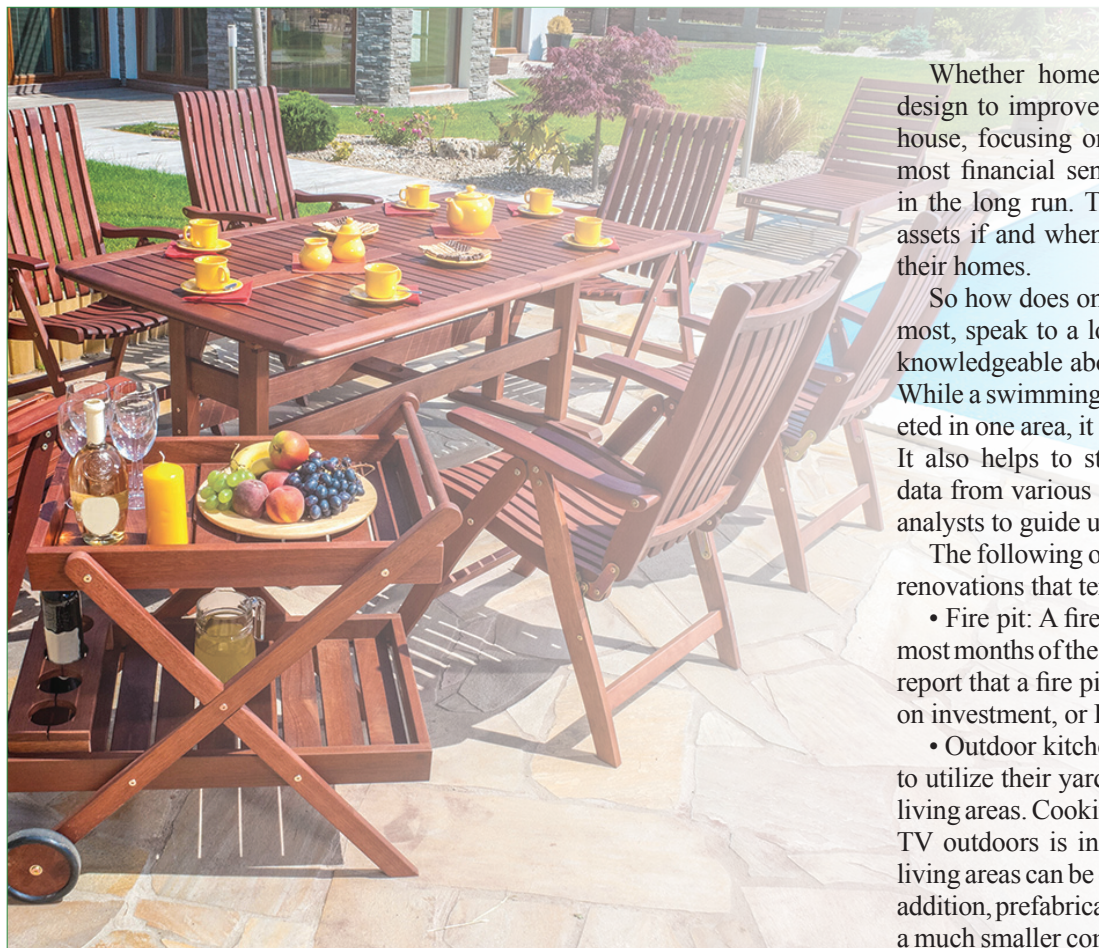 Whether home
design to improve
house, focusing or
most financial sen
in the long run. T
assets if and when
their homes.
So how does on
most, speak to a lo
knowledgeable abo
While a swimming
eted in one area, it
It also helps to st
data from various
analysts to guide u
The following o
renovations that te
• Fire pit: A fire
most months of the
report that a fire pi
on investment, or
• Outdoor kitche
to utilize their yard
living areas. Cooki
TV outdoors is in
living areas can be
addition, prefabrica
a much smaller con